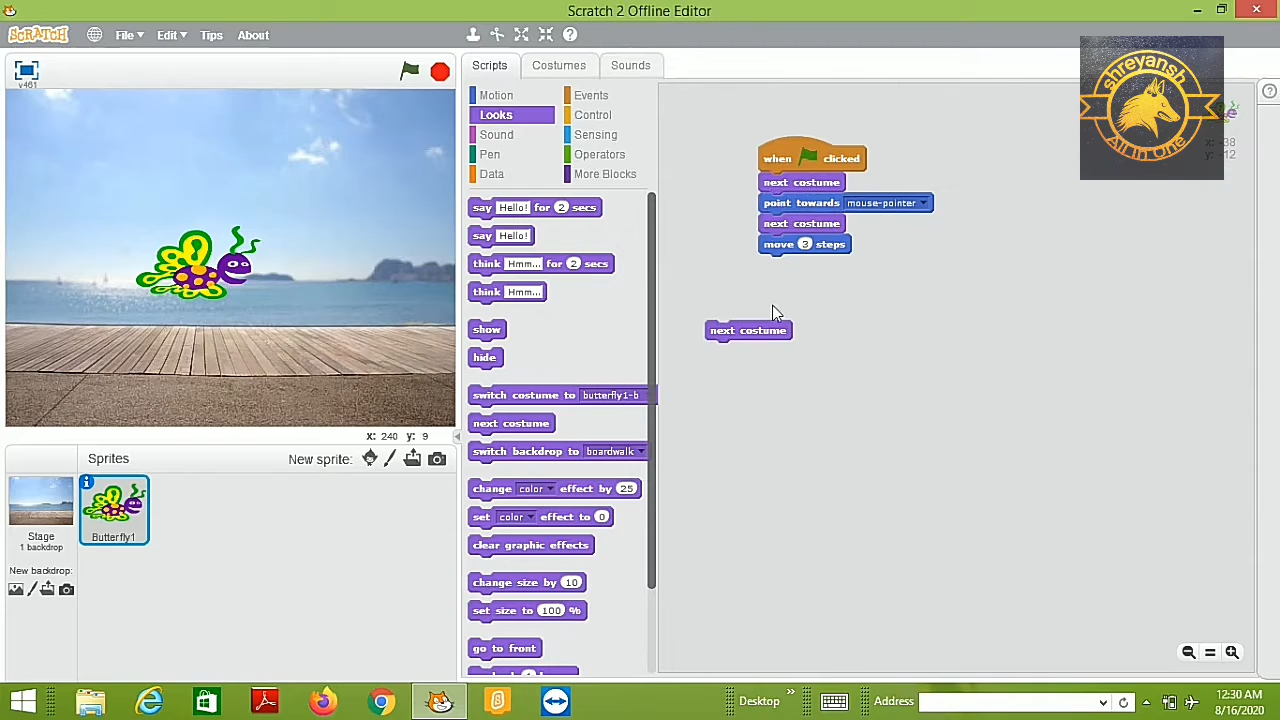 Scratch 2 Offline Editor
SCRATCH File Edit Tips About
v461
Scripts Costumes Sounds
Motion Events
Looks Control
Sound Sensing
Pen Operators
Data More Blocks
say Hello! for 2 secs
say Hello!
think Hmm... for 2 secs
think Hmm...
show
hide
switch costume to butterfly1-b
next costume
switch backdrop to boardwalk
change color effect by 25
set color effect to 0
clear graphic effects
change size by 10
set size to 100 %
go to front
when clicked
next costume
point towards mouse-pointer
next costume
move 3 steps
next costume
shreyansh
All in One
x: -38
y: -12
x: 240 y: 9
Sprites New sprite:
Stage
1 backdrop
New backdrop:
Butterfly1
Desktop
Address
12:30 AM
8/16/2020